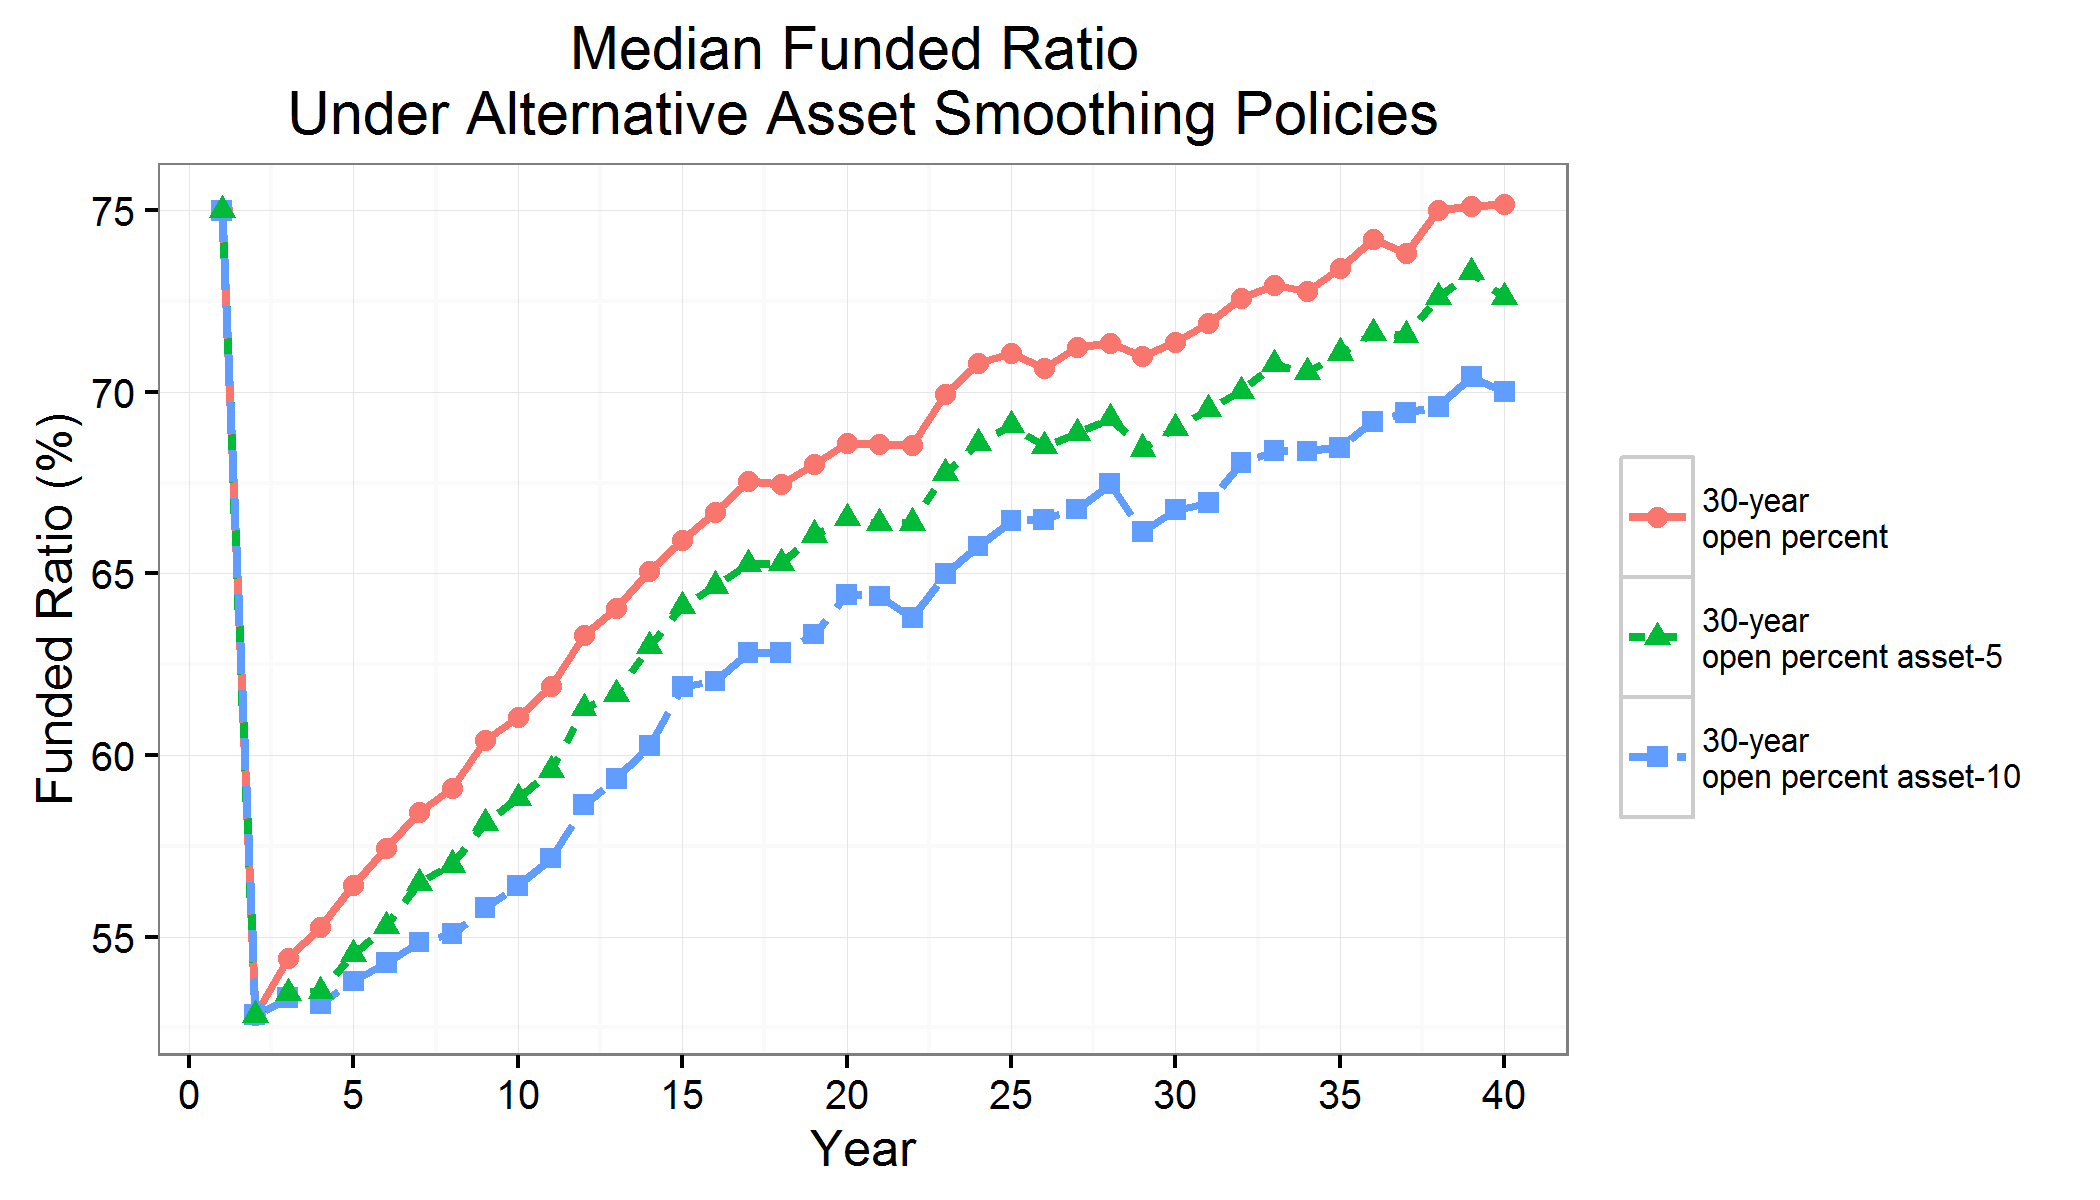 Median Funded Ratio
Under Alternative Asset Smoothing Policies
Funded Ratio (%)
75
70
65
60
55
0 5 10 15 20 25 30 35 40
Year
30-year
open percent
30-year
open percent asset-5
30-year
open percent asset-10